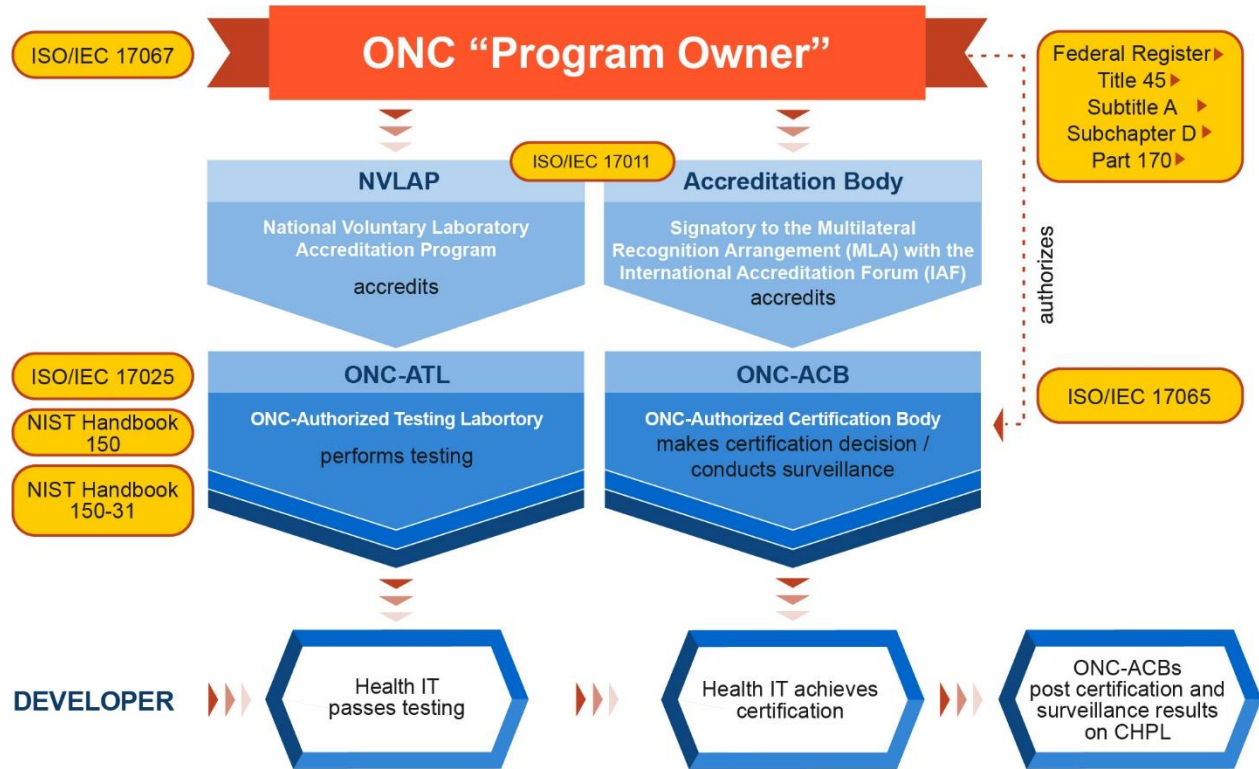 ISO/IEC 17067
ONC “Program Owner”
Federal Register
Title 45
Subtitle A
Subchapter D
Part 170
ISO/IEC 17011
NVLAP
National Voluntary Laboratory
Accreditation Program
accredits
Accreditation Body
Signatory to the Multilateral
Recognition Arrangement (MLA) with the
International Accreditation Forum (IAF)
accredits
authorizes
ISO/IEC 17025
NIST Handbook
150
NIST Handbook
150-31
ONC-ATL
ONC-Authorized Testing Labortory
performs testing
ONC-ACB
ONC-Authorized Certification Body
makes certification decision /
conducts surveillance
ISO/IEC 17065
DEVELOPER
Health IT
passes testing
Health IT achieves
certification
ONC-ACBs
post certification and
surveillance results
on CHPL